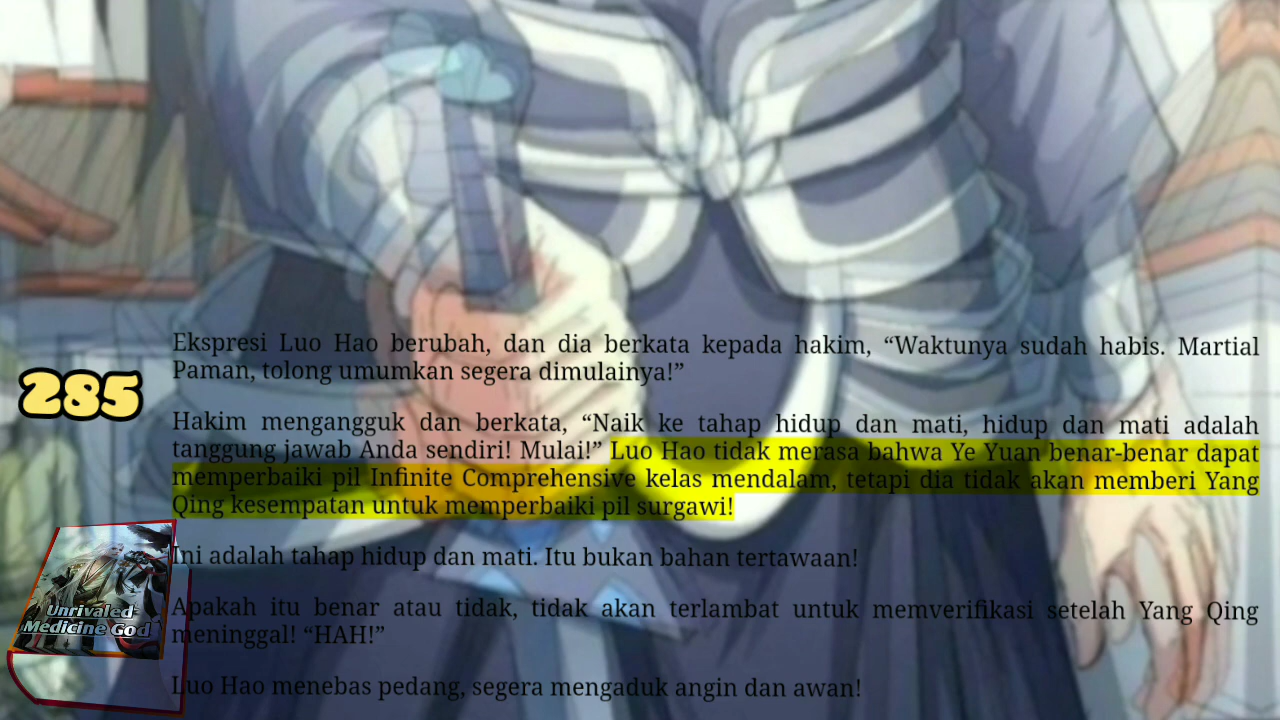 Ekspresi Luo Hao berubah, dan dia berkata kepada hakim, “Waktunya sudah habis. Martial
Paman, tolong umumkan segera dimulainya!”
285
Hakim mengangguk dan berkata, “Naik ke tahap hidup dan mati, hidup dan mati adalah
tanggung jawab Anda sendiri! Mulai!” Luo Hao tidak merasa bahwa Ye Yuan benar-benar dapat
memperbaiki pil Infinite Comprehensive kelas mendalam, tetapi dia tidak akan memberi Yang
Qing kesempatan untuk memperbaiki pil surgawi!
Ini adalah tahap hidup dan mati. Itu bukan bahan tertawaan!
Apakah itu benar atau tidak, tidak akan terlambat untuk memverifikasi setelah Yang Qing
meninggal! “HAH!”
Luo Hao menebas pedang, segera mengaduk angin dan awan!
Unrivaled
Medicine God